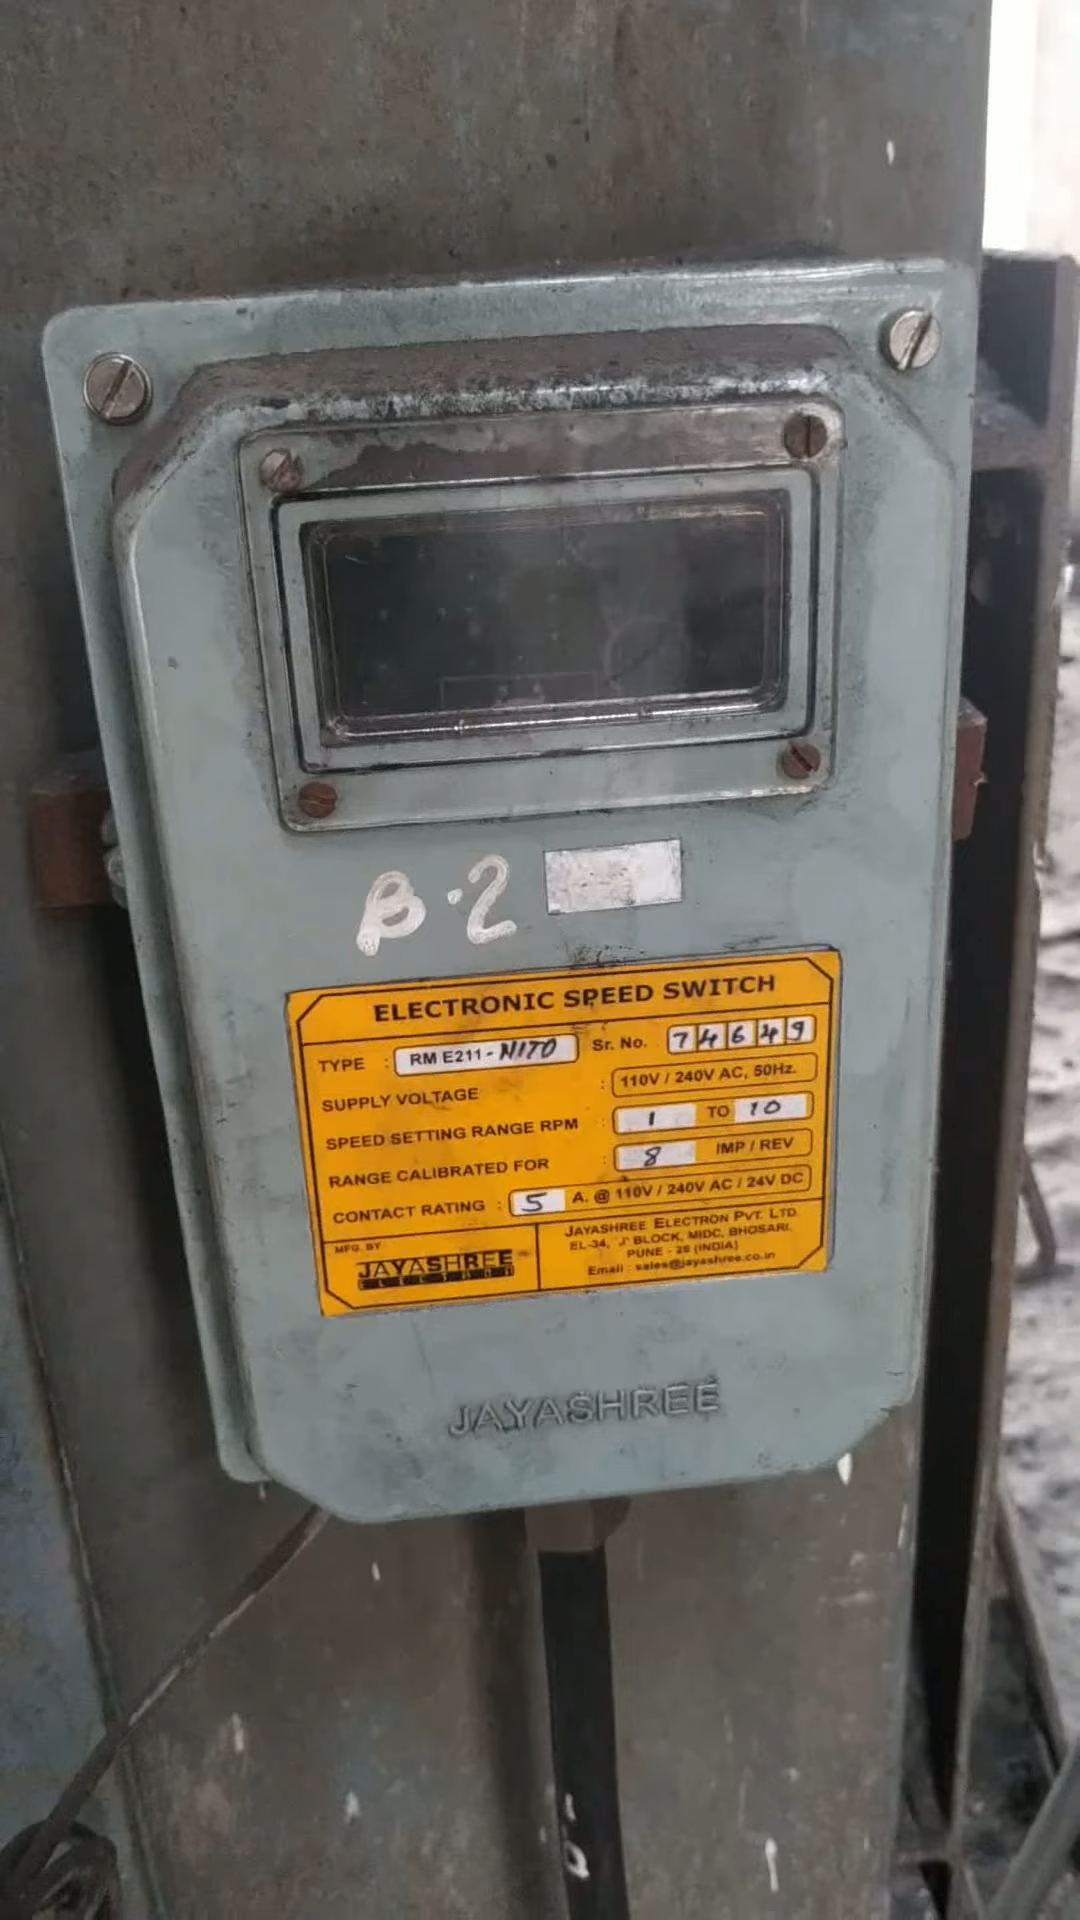 B.2
ELECTRONIC SPEED SWITCH
TYPE : RM E211-N1T0 Sr. No. 74649
SUPPLY VOLTAGE : 110V / 240V AC, 50Hz.
SPEED SETTING RANGE RPM : 1 TO 10
RANGE CALIBRATED FOR : 8 IMP / REV
CONTACT RATING : 5 A. @ 110V / 240V AC / 24V DC
MFG. BY
JAYASHREE
ELECTRON
JAYASHREE ELECTRON PVT. LTD.
EL-34, 'J' BLOCK, MIDC, BHOSARI,
PUNE - 26 (INDIA)
Email : sales@jayashree.co.in
JAYASHREE